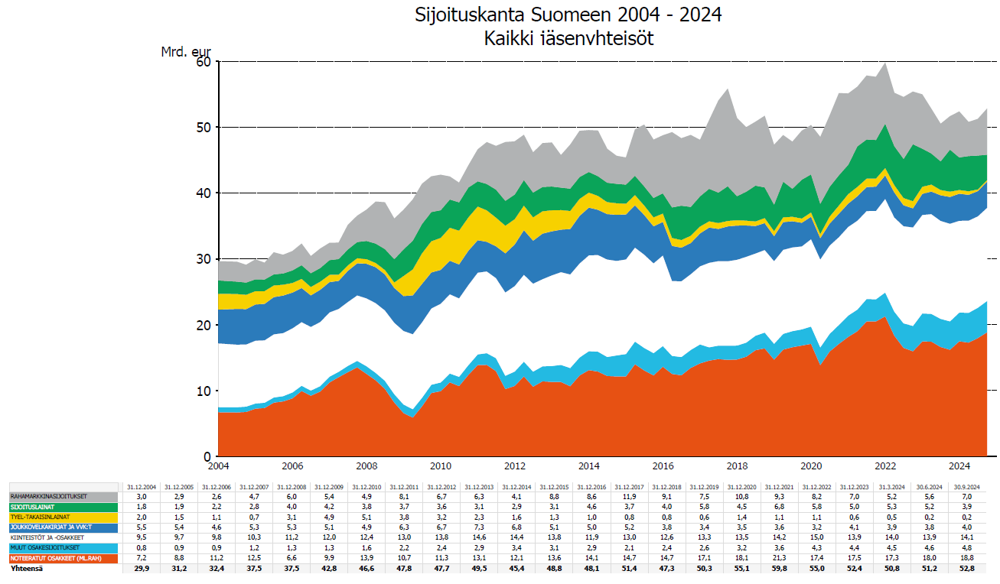 Sijoituskanta Suomeen 2004 - 2024
Kaikki jäsenyhteisöt
Mrd. eur
60
50
40
30
20
10
0
2004 2006 2008 2010 2012 2014 2016 2018 2020 2022 2024
31.12.2004 31.12.2005 31.12.2006 31.12.2007 31.12.2008 31.12.2009 31.12.2010 31.12.2011 31.12.2012 31.12.2013 31.12.2014 31.12.2015 31.12.2016 31.12.2017 31.12.2018 31.12.2019 31.12.2020 31.12.2021 31.12.2022 31.12.2023 31.3.2024 30.6.2024 30.9.2024
RAHAMARKKINASIJOITUKSET 3,0 2,9 2,6 4,7 6,0 5,4 4,9 8,1 6,7 6,3 4,1 8,8 8,6 11,9 9,1 7,5 10,8 9,3 8,2 7,0 5,2 5,6 7,0
SIJOITUSLAINAT 1,8 1,9 2,2 2,8 4,0 4,2 3,8 3,7 3,6 3,1 2,9 3,1 4,6 3,7 4,0 5,8 4,5 6,8 5,8 5,0 5,3 5,2 3,9
TYEL-TAKAISINLAINAT 2,0 1,5 1,1 0,7 3,1 4,9 5,1 3,8 3,2 2,3 1,6 1,3 1,0 0,8 0,8 0,6 1,4 1,1 1,1 0,6 0,5 0,2 0,2
JOUKKOVELKAKIRJAT JA VVK:T 5,5 5,4 4,6 5,3 5,3 5,1 4,9 6,3 6,7 7,3 6,8 5,1 5,0 5,2 3,8 3,4 3,5 3,6 3,2 4,1 3,9 3,8 4,0
KIINTEISTÖT JA -OSAKKEET 9,5 9,7 9,8 10,3 11,2 12,0 12,4 13,0 13,8 14,6 14,4 13,8 11,9 13,0 12,6 13,3 13,5 14,2 15,0 13,9 14,0 13,9 14,1
MUUT OSAKESIJOITUKSET 0,8 0,9 0,9 1,2 1,3 1,3 1,6 2,2 2,4 2,9 3,4 3,1 2,9 2,1 2,4 2,6 3,2 3,6 4,3 4,4 4,5 4,6 4,8
NOTEERATUT OSAKKEET (ML.RAH) 7,2 8,8 11,2 12,5 6,6 9,9 13,9 10,7 11,3 13,1 12,1 13,6 14,1 14,7 14,7 17,1 18,1 21,3 17,4 17,5 17,3 18,0 18,8
Yhteensä 29,9 31,2 32,4 37,5 37,5 42,8 46,6 47,8 47,7 49,5 45,4 48,8 48,1 51,4 47,3 50,3 55,1 59,8 55,0 52,4 50,8 51,2 52,8